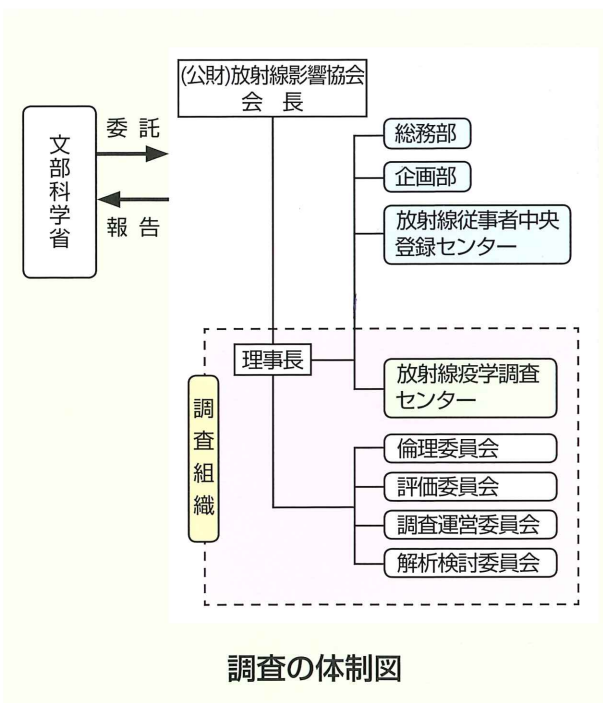 (公財)放射線影響協会
会 長
委 託
文部科学省
報 告
総務部
企画部
放射線従事者中央
登録センター
理事長
放射線疫学調査
センター
調査組織
倫理委員会
評価委員会
調査運営委員会
解析検討委員会
調査の体制図